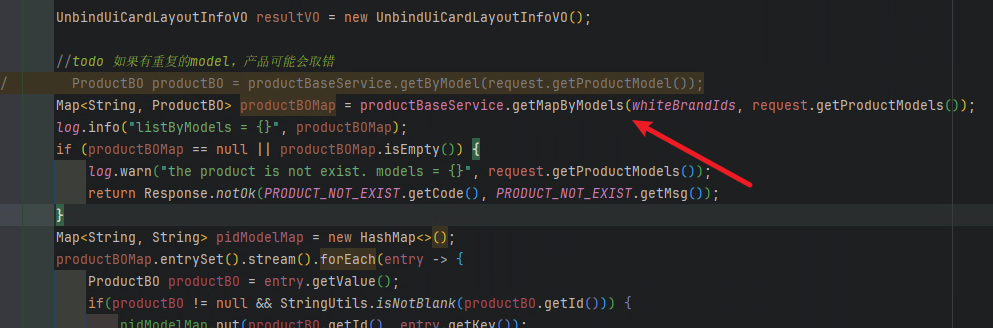 UnbindUiCardLayoutInfoVO resultVO = new UnbindUiCardLayoutInfoVO();
//todo 如果有重复的model，产品可能会取错
/ ProductBO productBO = productBaseService.getByModel(request.getProductModel());
Map<String, ProductBO> productBOMap = productBaseService.getMapByModels(whiteBrandIds, request.getProductModels());
log.info("listByModels = {}", productBOMap);
if (productBOMap == null || productBOMap.isEmpty()) {
log.warn("the product is not exist. models = {}", request.getProductModels());
return Response.notOk(PRODUCT_NOT_EXIST.getCode(), PRODUCT_NOT_EXIST.getMsg());
}
Map<String, String> pidModelMap = new HashMap<>();
productBOMap.entrySet().stream().forEach(entry -> {
ProductBO productBO = entry.getValue();
if(productBO != null && StringUtils.isNotBlank(productBO.getId())) {
pidModelMap.put(productBO.getId(), entry.getKey());